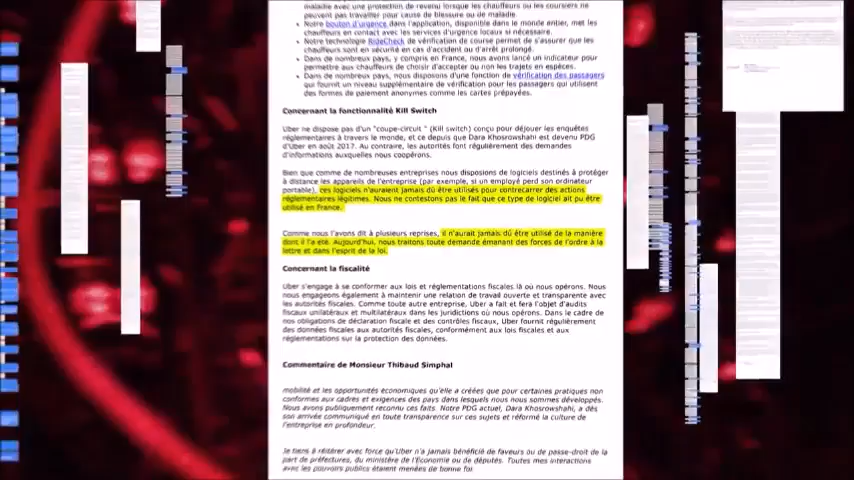 maladie avec une protection de revenu lorsque les chauffeurs ou les coursiers ne
peuvent pas travailler pour cause de blessure ou de maladie.
• Notre bouton d'urgence dans l'application, disponible dans le monde entier, met les
chauffeurs en contact avec les services d'urgence locaux si nécessaire.
• Notre technologie RideCheck de vérification de course permet de s'assurer que les
chauffeurs sont en sécurité en cas d'accident ou d'arrêt prolongé.
• Dans de nombreux pays, y compris en France, nous avons lancé un indicateur pour
permettre aux chauffeurs de choisir d'accepter ou non les trajets en espèces.
• Dans de nombreux pays, nous disposons d'une fonction de vérification des passagers
qui fournit un niveau supplémentaire de vérification pour les passagers qui utilisent
des formes de paiement anonymes comme les cartes prépayées.
Concernant la fonctionnalité Kill Switch
Uber ne dispose pas d'un "coupe-circuit " (Kill switch) conçu pour déjouer les enquêtes
réglementaires à travers le monde, et ce depuis que Dara Khosrowshahi est devenu PDG
d'Uber en août 2017. Au contraire, les autorités font régulièrement des demandes
d'informations auxquelles nous coopérons.
Bien que comme de nombreuses entreprises nous disposions de logiciels destinés à protéger
à distance les appareils de l'entreprise (par exemple, si un employé perd son ordinateur
portable), ces logiciels n'auraient jamais dû être utilisés pour contrecarrer des actions
réglementaires légitimes. Nous ne contestons pas le fait que ce type de logiciel ait pu être
utilisé en France.
Comme nous l'avons dit à plusieurs reprises, il n'aurait jamais dû être utilisé de la manière
dont il l'a été. Aujourd'hui, nous traitons toute demande émanant des forces de l'ordre à la
lettre et dans l'esprit de la loi.
Concernant la fiscalité
Uber s'engage à se conformer aux lois et réglementations fiscales là où nous opérons. Nous
nous engageons également à maintenir une relation de travail ouverte et transparente avec
les autorités fiscales. Comme toute autre entreprise, Uber a fait et fera l'objet d'audits
fiscaux unilatéraux et multilatéraux dans les juridictions où nous opérons. Dans le cadre de
nos obligations de déclaration fiscale et des contrôles fiscaux, Uber fournit régulièrement
des données fiscales aux autorités fiscales, conformément aux lois fiscales et aux
réglementations sur la protection des données.
Commentaire de Monsieur Thibaud Simphal
mobilité et les opportunités économiques qu'elle a créées que pour certaines pratiques non
conformes aux cadres et exigences des pays dans lesquels nous nous sommes développés.
Nous avons publiquement reconnu ces faits. Notre PDG actuel, Dara Khosrowshahi, a dès
son arrivée communiqué en toute transparence sur ces sujets et réformé la culture de
l'entreprise en profondeur.
Je tiens à réitérer avec force qu'Uber n'a jamais bénéficié de faveurs ou de passe-droit de la
part de préfectures, du ministère de l'Économie ou de députés. Toutes mes interactions
avec les pouvoirs publics étaient menées de bonne foi